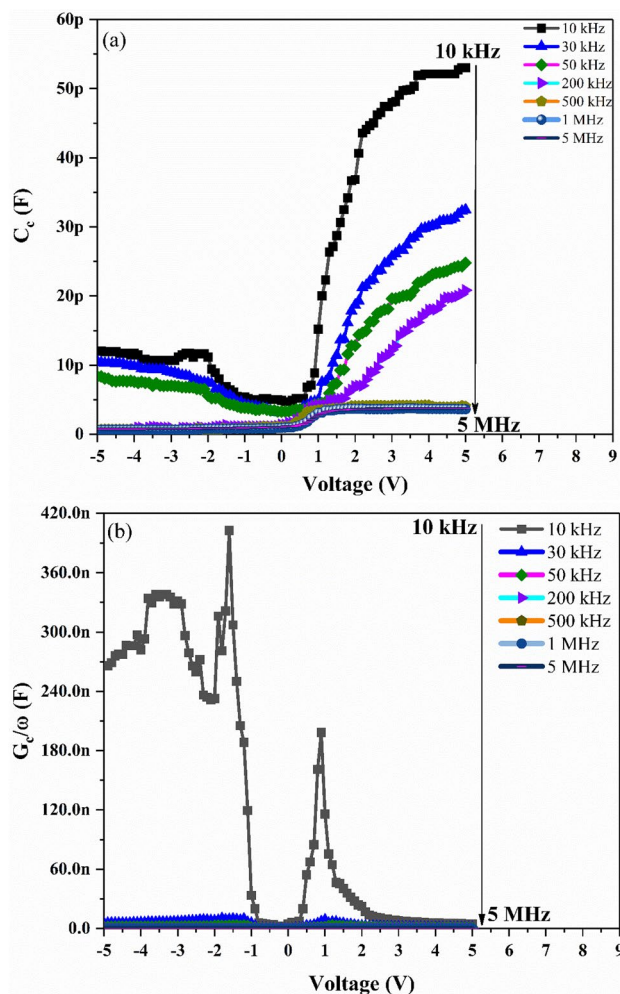 (a)
10 kHz
10 kHz
30 kHz
50 kHz
200 kHz
500 kHz
1 MHz
5 MHz
60p
50p
40p
30p
20p
10p
0
C_c (F)
5 MHz
-5 -4 -3 -2 -1 0 1 2 3 4 5 6 7 8 9
Voltage (V)
(b)
10 kHz
10 kHz
30 kHz
50 kHz
200 kHz
500 kHz
1 MHz
5 MHz
420.0n
360.0n
300.0n
240.0n
180.0n
120.0n
60.0n
0.0
G_c/ω (F)
5 MHz
-5 -4 -3 -2 -1 0 1 2 3 4 5 6 7 8 9
Voltage (V)